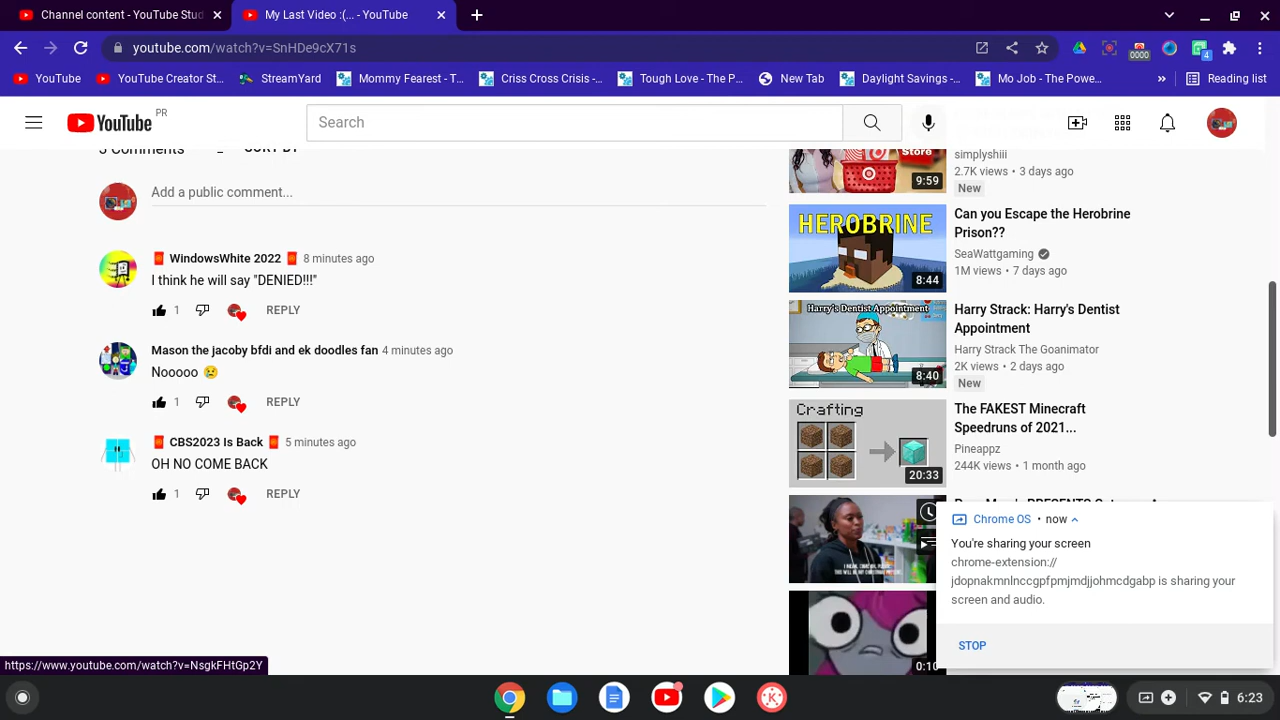 Channel content - YouTube Stud
My Last Video :(... - YouTube
youtube.com/watch?v=SnHDe9cX71s
0000
4
YouTube
YouTube Creator St...
StreamYard
Mommy Fearest - T...
Criss Cross Crisis -...
Tough Love - The P...
New Tab
Daylight Savings -...
Mo Job - The Powe...
»
Reading list
YouTube PR
Search
3 Comments
SORT BY
Add a public comment...
WindowsWhite 2022 8 minutes ago
I think he will say "DENIED!!!"
1 REPLY
Mason the jacoby bfdi and ek doodles fan 4 minutes ago
Nooooo 😢
1 REPLY
CBS2023 Is Back 5 minutes ago
OH NO COME BACK
1 REPLY
Store
9:59
simplyshiii
2.7K views • 3 days ago
New
HEROBRINE
8:44
Can you Escape the Herobrine
Prison??
SeaWattgaming
1M views • 7 days ago
Harry's Dentist Appointment
8:40
Harry Strack: Harry's Dentist
Appointment
Harry Strack The Goanimator
2K views • 2 days ago
New
Crafting
20:33
The FAKEST Minecraft
Speedruns of 2021...
Pineappz
244K views • 1 month ago
0:10
Chrome OS • now
You're sharing your screen
chrome-extension://
jdopnakmnlnccgpfpmjmdjjohmcdgabp is sharing your
screen and audio.
STOP
https://www.youtube.com/watch?v=NsgkFHtGp2Y
6:23